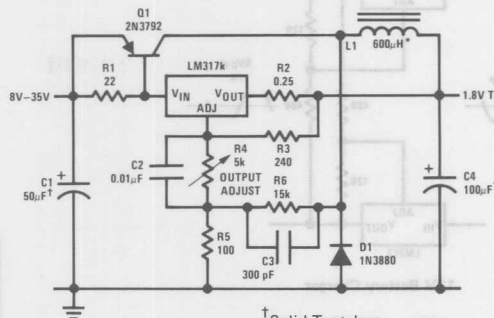 Q1
2N3792
L1
600μH*
R1
22
LM317k
VIN
VOUT
ADJ
R2
0.25
8V–35V
1.8V T
R4
5k
OUTPUT
ADJUST
R3
240
C2
0.01μF
R6
15k
C1
50μF†
C4
100μF
R5
100
C3
300 pF
D1
1N3880